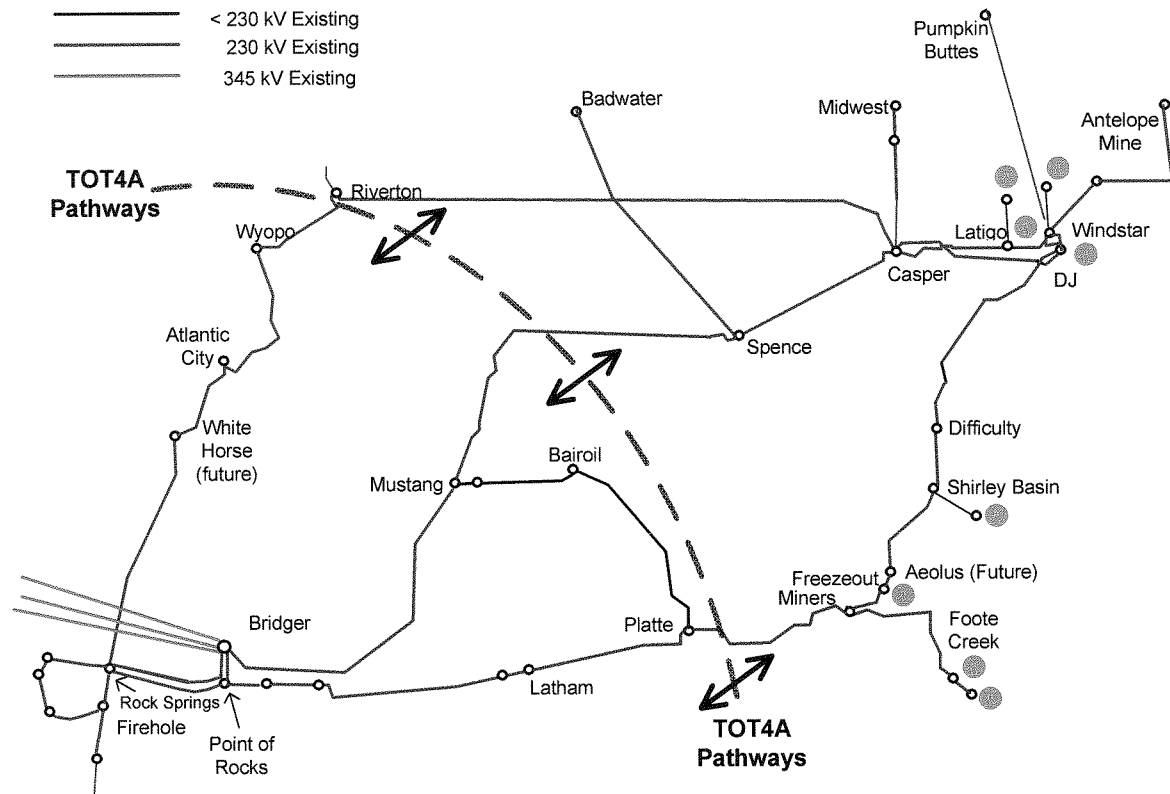 < 230 kV Existing
230 kV Existing
345 kV Existing
Pumpkin
Buttes
Badwater
Midwest
Antelope
Mine
TOT4A
Pathways
Riverton
Wyopo
Latigo
Windstar
Casper
DJ
Atlantic
City
Spence
White
Horse
(future)
Difficulty
Bairoil
Mustang
Shirley Basin
Freezeout
Aeolus (Future)
Miners
Foote
Creek
Bridger
Platte
Latham
Rock Springs
Firehole
Point of
Rocks
TOT4A
Pathways